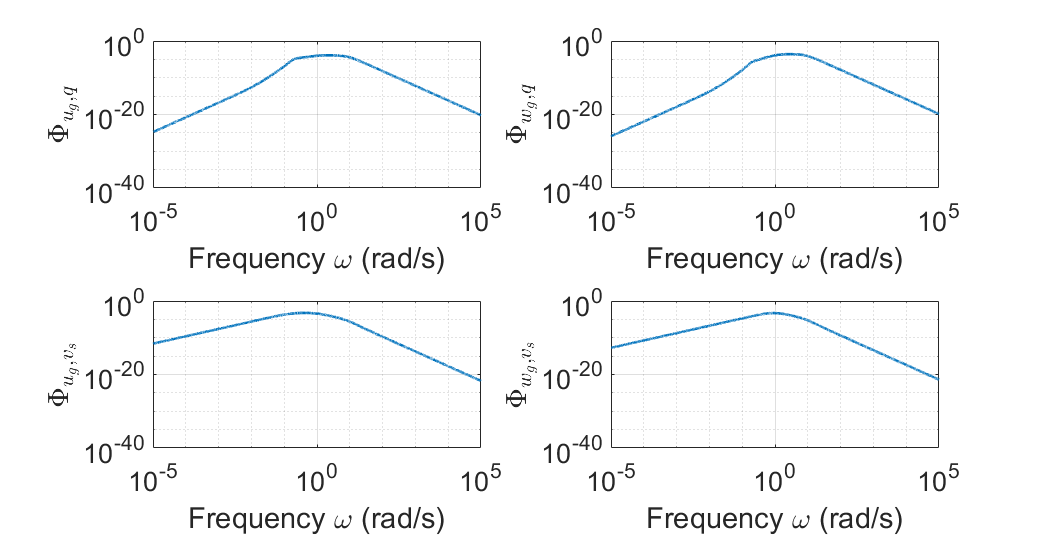 10^0 10^0
Φ_{u_g,q} 10^-20 Φ_{w_g,q} 10^-20
10^-40 10^-40
10^-5 10^0 10^5 10^-5 10^0 10^5
Frequency ω (rad/s) Frequency ω (rad/s)
10^0 10^0
Φ_{u_g,v_s} 10^-20 Φ_{w_g,v_s} 10^-20
10^-40 10^-40
10^-5 10^0 10^5 10^-5 10^0 10^5
Frequency ω (rad/s) Frequency ω (rad/s)